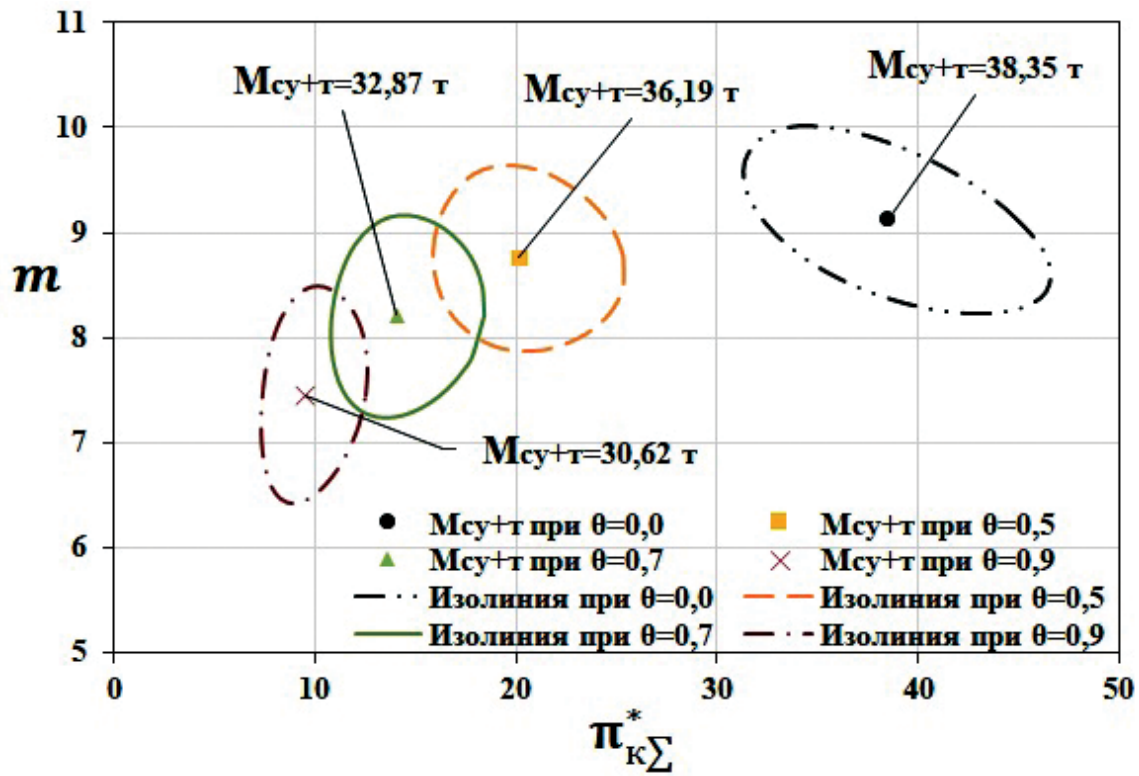 11
Mсу+т=32,87 т
Mсу+т=36,19 т
Mсу+т=38,35 т
10
9
m
8
7
Mсу+т=30,62 т
Mсу+т при θ=0,0
Mсу+т при θ=0,5
6
Mсу+т при θ=0,7
Mсу+т при θ=0,9
Изолиния при θ=0,0
Изолиния при θ=0,5
Изолиния при θ=0,7
Изолиния при θ=0,9
5
0 10 20 30 40 50
π*к∑